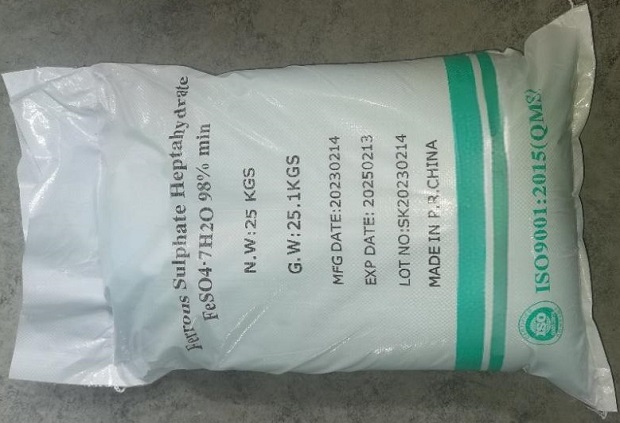 Ferrous Sulphate Heptahydrate
FeSO4·7H2O 98% min
N.W:25 KGS
G.W:25.1KGS
MFG DATE:20230214
EXP DATE: 20250213
LOT NO:SK20230214
MADE IN P.R.CHINA
ISO
ISO9001:2015(QMS)